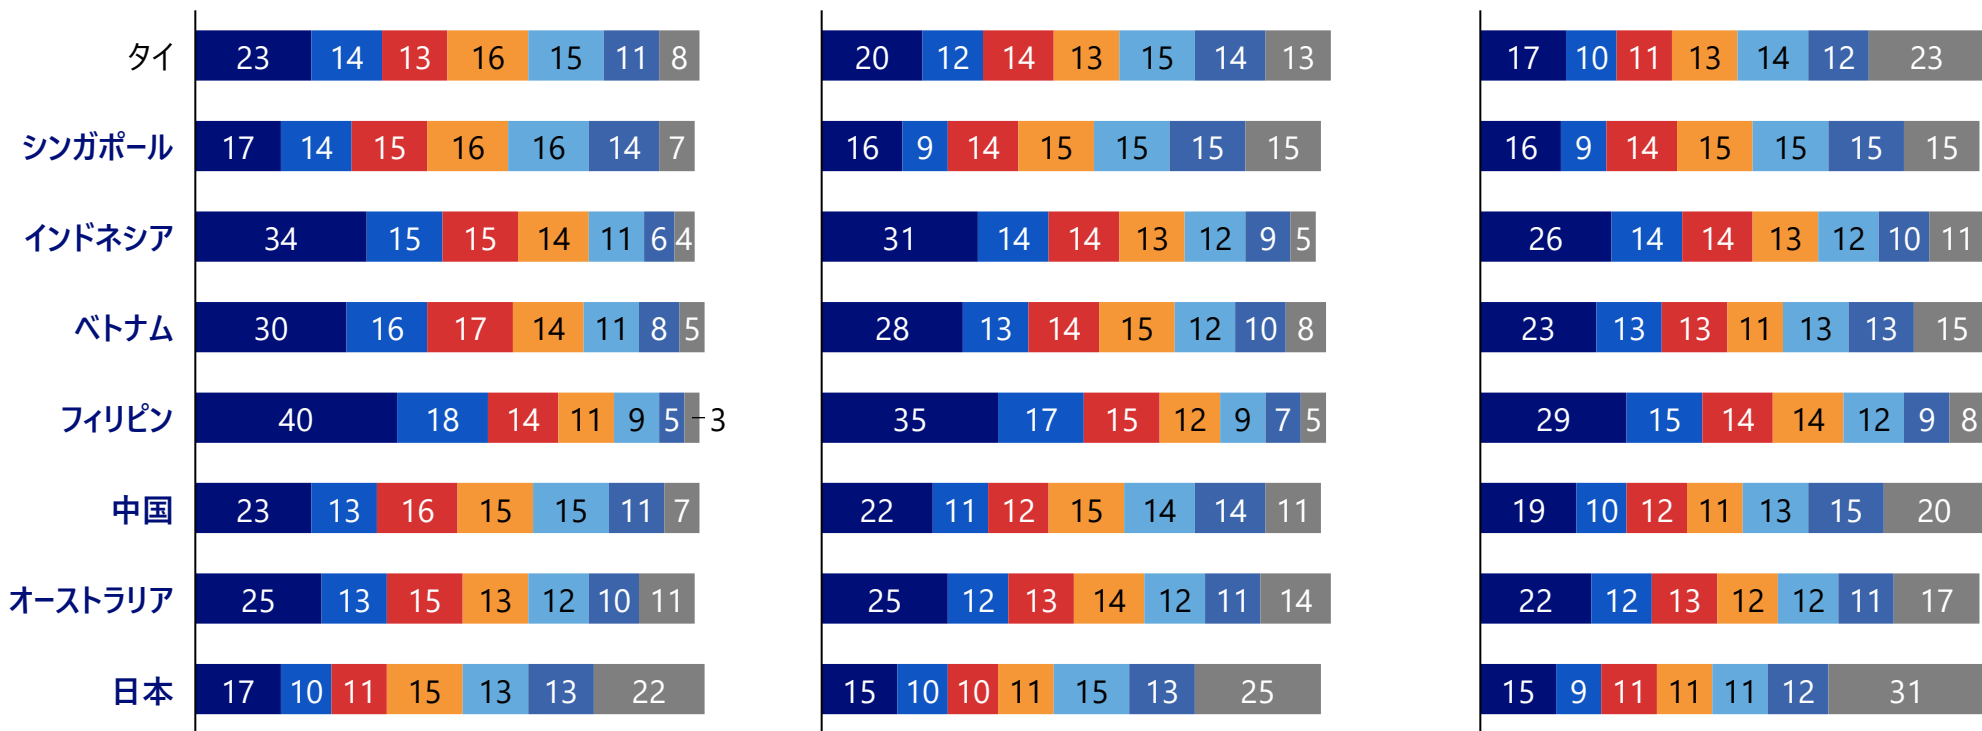 タイ 23 14 13 16 15 11 8 20 12 14 13 15 14 13 17 10 11 13 14 12 23
シンガポール 17 14 15 16 16 14 7 16 9 14 15 15 15 15 16 9 14 15 15 15 15
インドネシア 34 15 15 14 11 6 4 31 14 14 13 12 9 5 26 14 14 13 12 10 11
ベトナム 30 16 17 14 11 8 5 28 13 14 15 12 10 8 23 13 13 11 13 13 15
フィリピン 40 18 14 11 9 5 3 35 17 15 12 9 7 5 29 15 14 14 12 9 8
中国 23 13 16 15 15 11 7 22 11 12 15 14 14 11 19 10 12 11 13 15 20
オーストラリア 25 13 15 13 12 10 11 25 12 13 14 12 11 14 22 12 13 12 12 11 17
日本 17 10 11 15 13 13 22 15 10 10 11 15 13 25 15 9 11 11 11 12 31